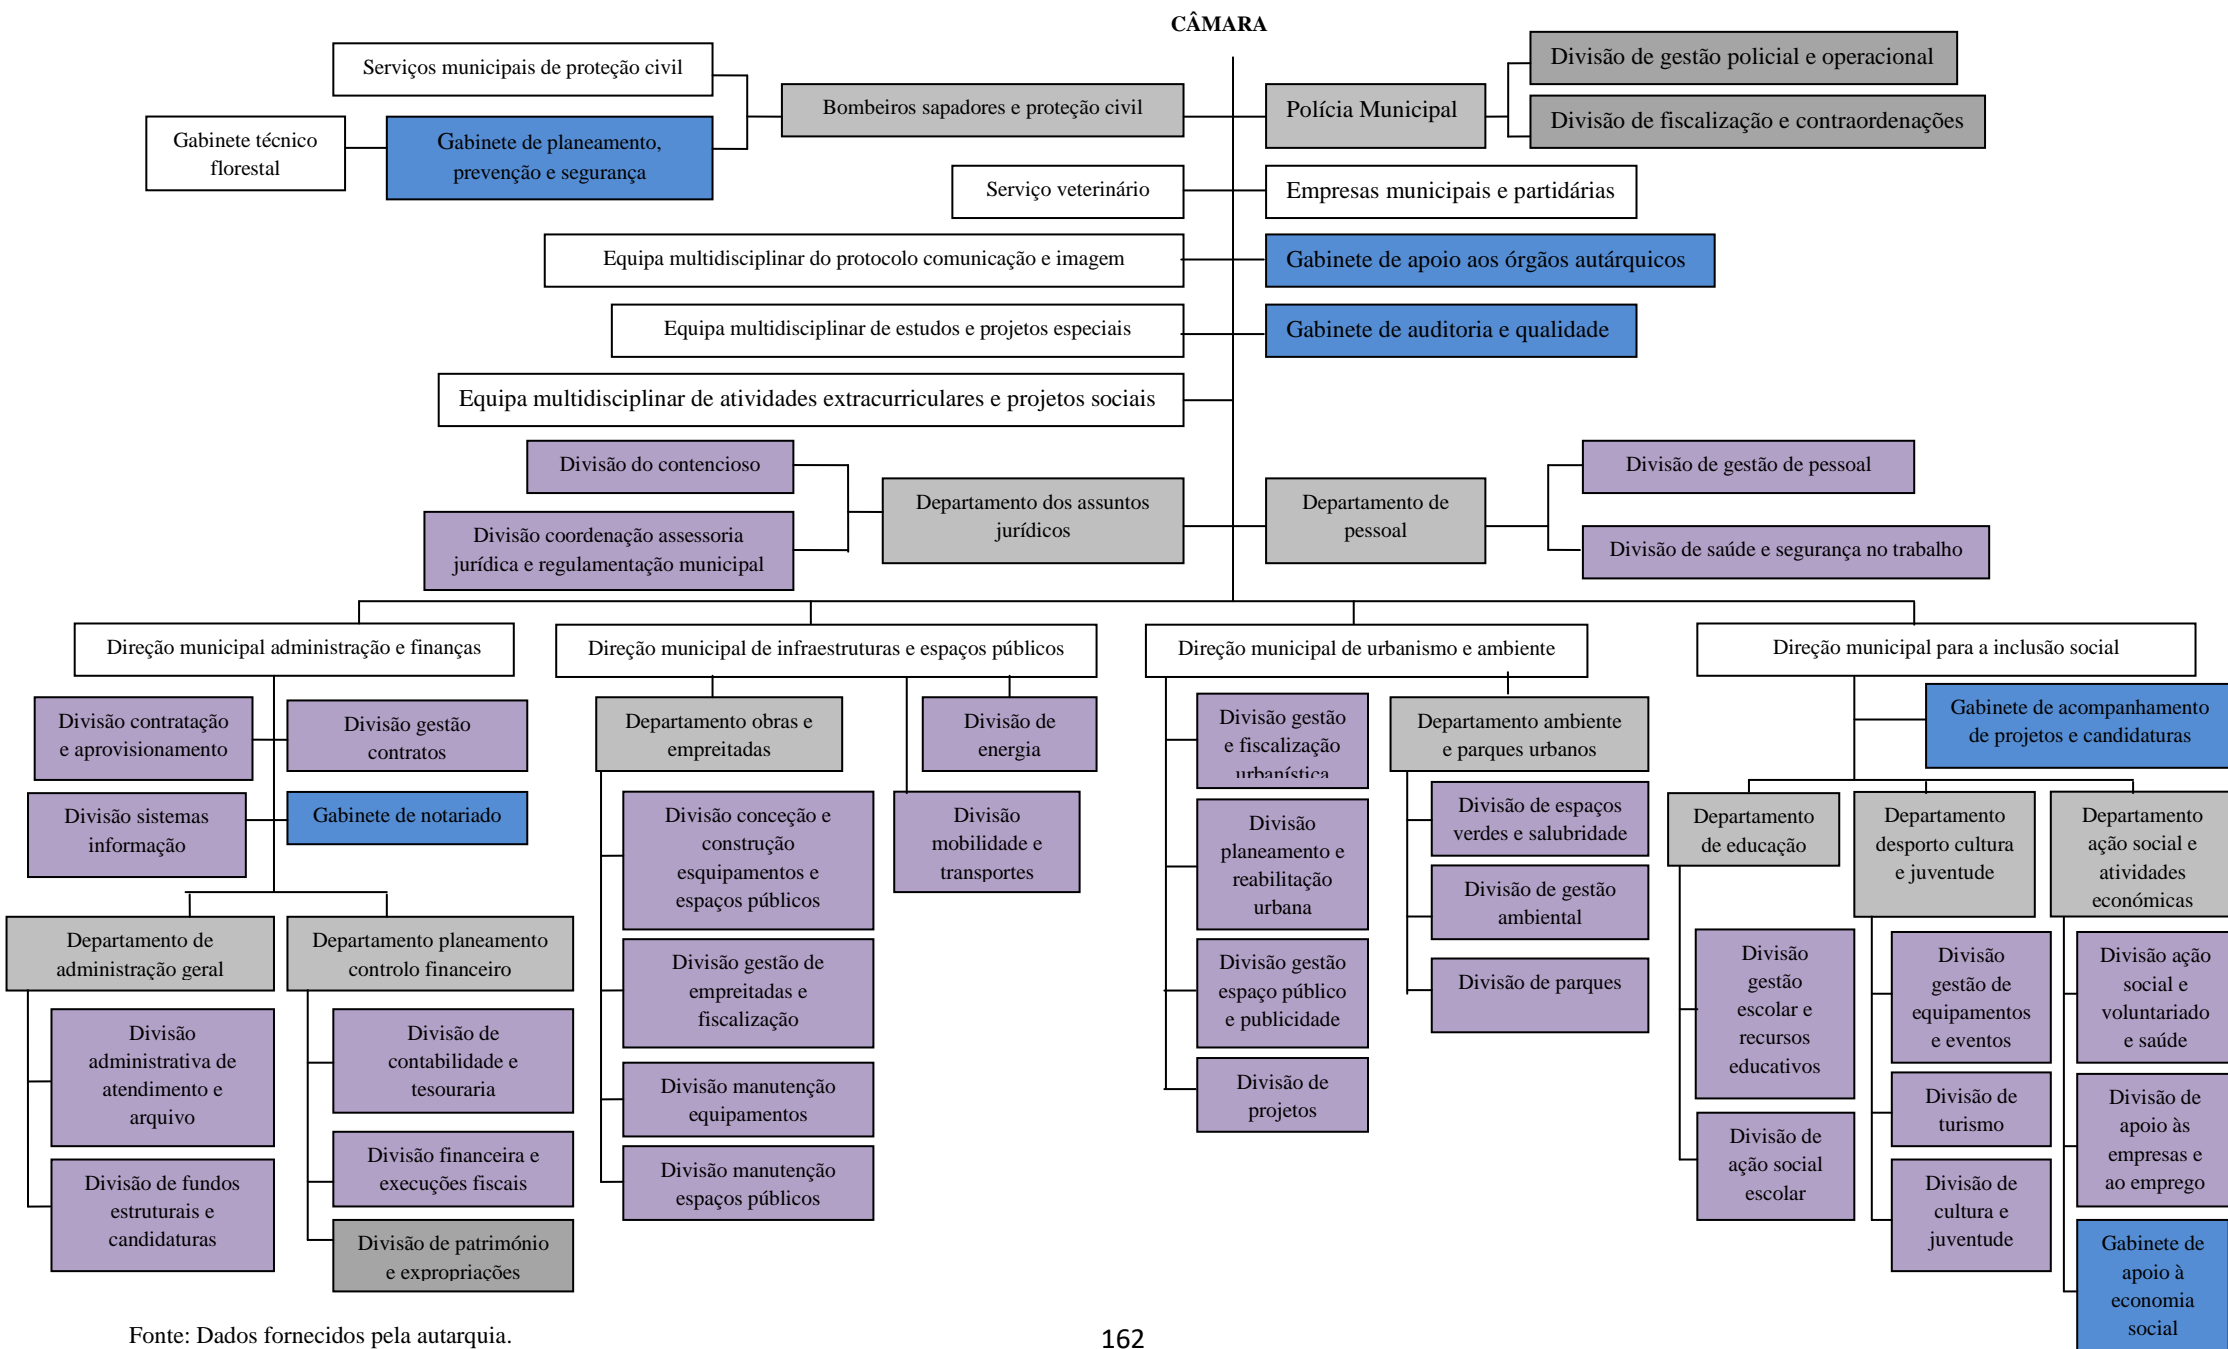 CÂMARA
Serviços municipais de proteção civil
Gabinete técnico
florestal
Gabinete de planeamento,
prevenção e segurança
Bombeiros sapadores e proteção civil
Polícia Municipal
Divisão de gestão policial e operacional
Divisão de fiscalização e contraordenações
Serviço veterinário
Empresas municipais e partidárias
Equipa multidisciplinar do protocolo comunicação e imagem
Gabinete de apoio aos órgãos autárquicos
Equipa multidisciplinar de estudos e projetos especiais
Gabinete de auditoria e qualidade
Equipa multidisciplinar de atividades extracurriculares e projetos sociais
Divisão do contencioso
Divisão coordenação assessoria
jurídica e regulamentação municipal
Departamento dos assuntos
jurídicos
Departamento de
pessoal
Divisão de gestão de pessoal
Divisão de saúde e segurança no trabalho
Direção municipal administração e finanças
Direção municipal de infraestruturas e espaços públicos
Direção municipal de urbanismo e ambiente
Direção municipal para a inclusão social
Divisão contratação
e aprovisionamento
Divisão gestão
contratos
Divisão sistemas
informação
Gabinete de notariado
Departamento de
administração geral
Departamento planeamento
controlo financeiro
Divisão
administrativa de
atendimento e
arquivo
Divisão de fundos
estruturais e
candidaturas
Divisão de
contabilidade e
tesouraria
Divisão financeira e
execuções fiscais
Divisão de património
e expropriações
Departamento obras e
empreitadas
Divisão de
energia
Divisão conceção e
construção
esquipamentos e
espaços públicos
Divisão
mobilidade e
transportes
Divisão gestão de
empreitadas e
fiscalização
Divisão manutenção
equipamentos
Divisão manutenção
espaços públicos
Divisão gestão
e fiscalização
urbanística
Departamento ambiente
e parques urbanos
Divisão
planeamento e
reabilitação
urbana
Divisão gestão
espaço público
e publicidade
Divisão de
projetos
Divisão de espaços
verdes e salubridade
Divisão de gestão
ambiental
Divisão de parques
Gabinete de acompanhamento
de projetos e candidaturas
Departamento
de educação
Departamento
desporto cultura
e juventude
Departamento
ação social e
atividades
económicas
Divisão
gestão
escolar e
recursos
educativos
Divisão de
ação social
escolar
Divisão
gestão de
equipamentos
e eventos
Divisão de
turismo
Divisão de
cultura e
juventude
Divisão ação
social e
voluntariado
e saúde
Divisão de
apoio às
empresas e
ao emprego
Gabinete de
apoio à
economia
social
Fonte: Dados fornecidos pela autarquia.
162